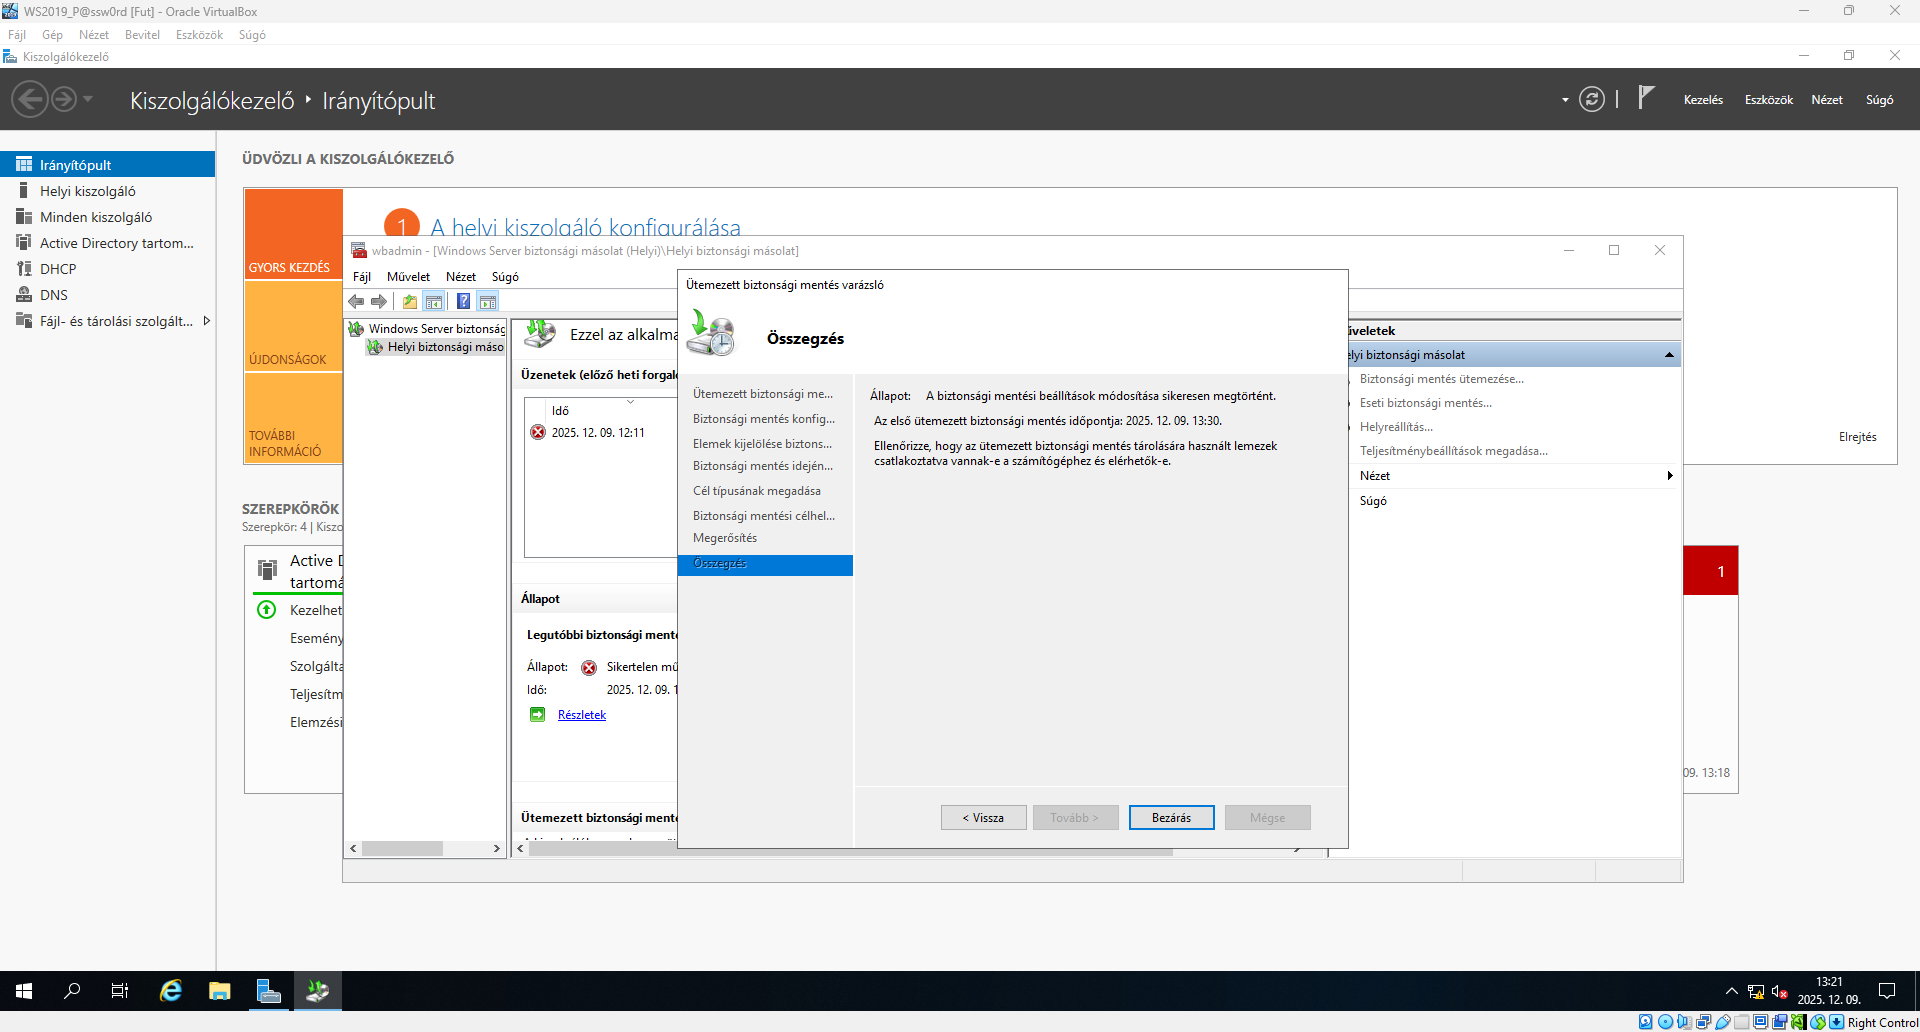 WS2019_P@ssw0rd [Fut] - Oracle VirtualBox
Fájl Gép Nézet Bevitel Eszközök Súgó
Kiszolgálókezelő
Kiszolgálókezelő ‣ Irányítópult
Kezelés Eszközök Nézet Súgó
Irányítópult
Helyi kiszolgáló
Minden kiszolgáló
Active Directory tartom...
DHCP
DNS
Fájl- és tárolási szolgált...
ÜDVÖZLI A KISZOLGÁLÓKEZELŐ
GYORS KEZDÉS
ÚJDONSÁGOK
TOVÁBBI
INFORMÁCIÓ
1 A helyi kiszolgáló konfigurálása
Elrejtés
SZEREPKÖRÖK
Szerepkör: 4 | Kiszo
Active D
tartomá
Kezelhet
Esemény
Szolgálta
Teljesítm
Elemzési
1
09. 13:18
wbadmin - [Windows Server biztonsági másolat (Helyi)\Helyi biztonsági másolat]
Fájl Művelet Nézet Súgó
Windows Server biztonság
Helyi biztonsági máso
Ezzel az alkalma
Üzenetek (előző heti forgalo
Idő
2025. 12. 09. 12:11
Állapot
Legutóbbi biztonsági mente
Állapot: Sikertelen mű
Idő: 2025. 12. 09. 1
Részletek
Ütemezett biztonsági mente
űveletek
elyi biztonsági másolat
Biztonsági mentés ütemezése...
Eseti biztonsági mentés...
Helyreállítás...
Teljesítménybeállítások megadása...
Nézet
Súgó
Ütemezett biztonsági mentés varázsló
Összegzés
Ütemezett biztonsági me...
Biztonsági mentés konfig...
Elemek kijelölése biztons...
Biztonsági mentés idején...
Cél típusának megadása
Biztonsági mentési célhel...
Megerősítés
Összegzés
Állapot: A biztonsági mentési beállítások módosítása sikeresen megtörtént.
Az első ütemezett biztonsági mentés időpontja: 2025. 12. 09. 13:30.
Ellenőrizze, hogy az ütemezett biztonsági mentés tárolására használt lemezek
csatlakoztatva vannak-e a számítógéphez és elérhetők-e.
< Vissza Tovább > Bezárás Mégse
13:21
2025. 12. 09.
Right Control